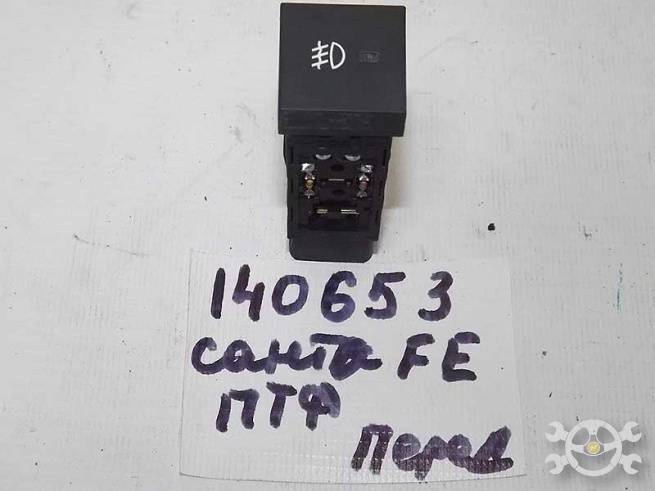 140653
санта FE
ПТФ
перед